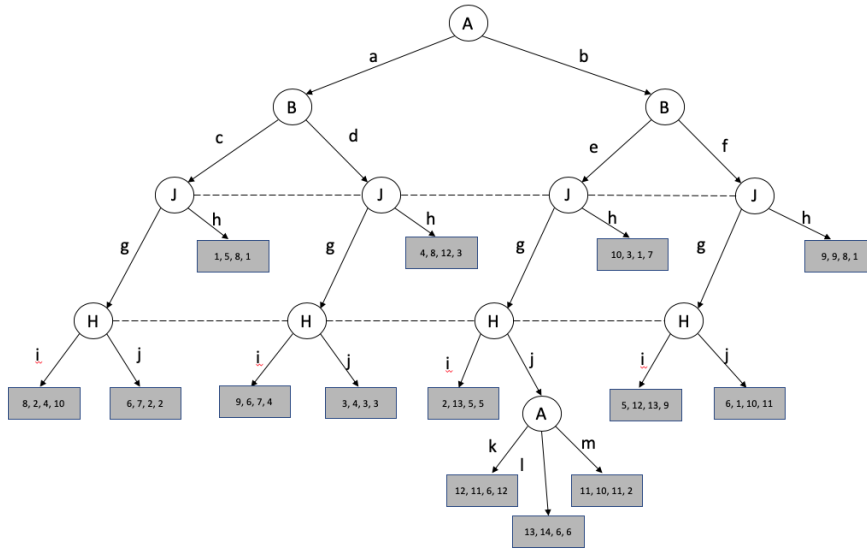 A
a b
B B
c d e f
J J J J
h h h h
g g g g
1, 5, 8, 1 4, 8, 12, 3 10, 3, 1, 7 9, 9, 8, 1
H H H H
i j i j i j i j
8, 2, 4, 10 6, 7, 2, 2 9, 6, 7, 4 3, 4, 3, 3 2, 13, 5, 5 5, 12, 13, 9 6, 1, 10, 11
A
k l m
12, 11, 6, 12 11, 10, 11, 2
13, 14, 6, 6